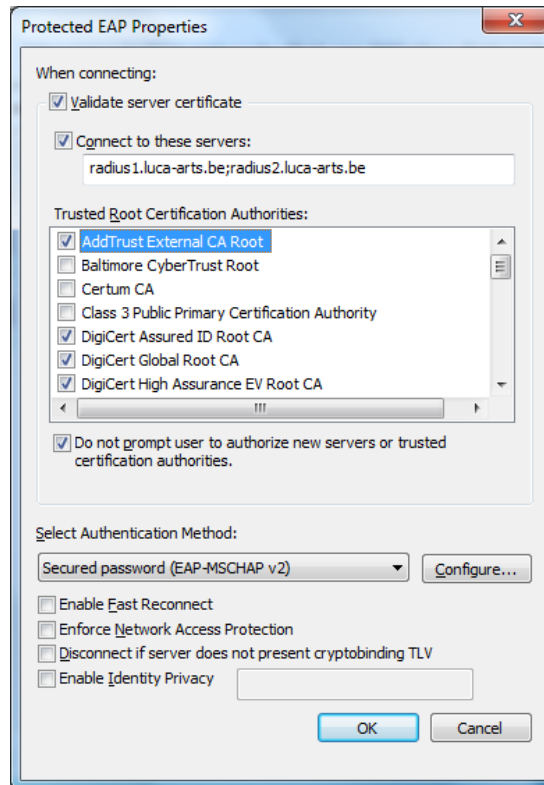 Protected EAP Properties
When connecting:
Validate server certificate
Connect to these servers:
radius1.luca-arts.be;radius2.luca-arts.be
Trusted Root Certification Authorities:
AddTrust External CA Root
Baltimore CyberTrust Root
Certum CA
Class 3 Public Primary Certification Authority
DigiCert Assured ID Root CA
DigiCert Global Root CA
DigiCert High Assurance EV Root CA
Do not prompt user to authorize new servers or trusted
certification authorities.
Select Authentication Method:
Secured password (EAP-MSCHAP v2)
Configure...
Enable Fast Reconnect
Enforce Network Access Protection
Disconnect if server does not present cryptobinding TLV
Enable Identity Privacy
OK
Cancel